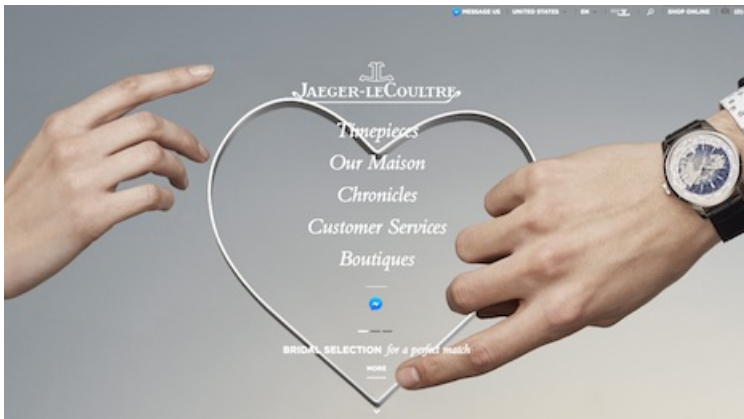 MESSAGE US UNITED STATES EN SHOP ONLINE
JAEGER-LECOULTRE
Timepieces
Our Maison
Chronicles
Customer Services
Boutiques
BRIDAL SELECTION for a perfect match
MORE